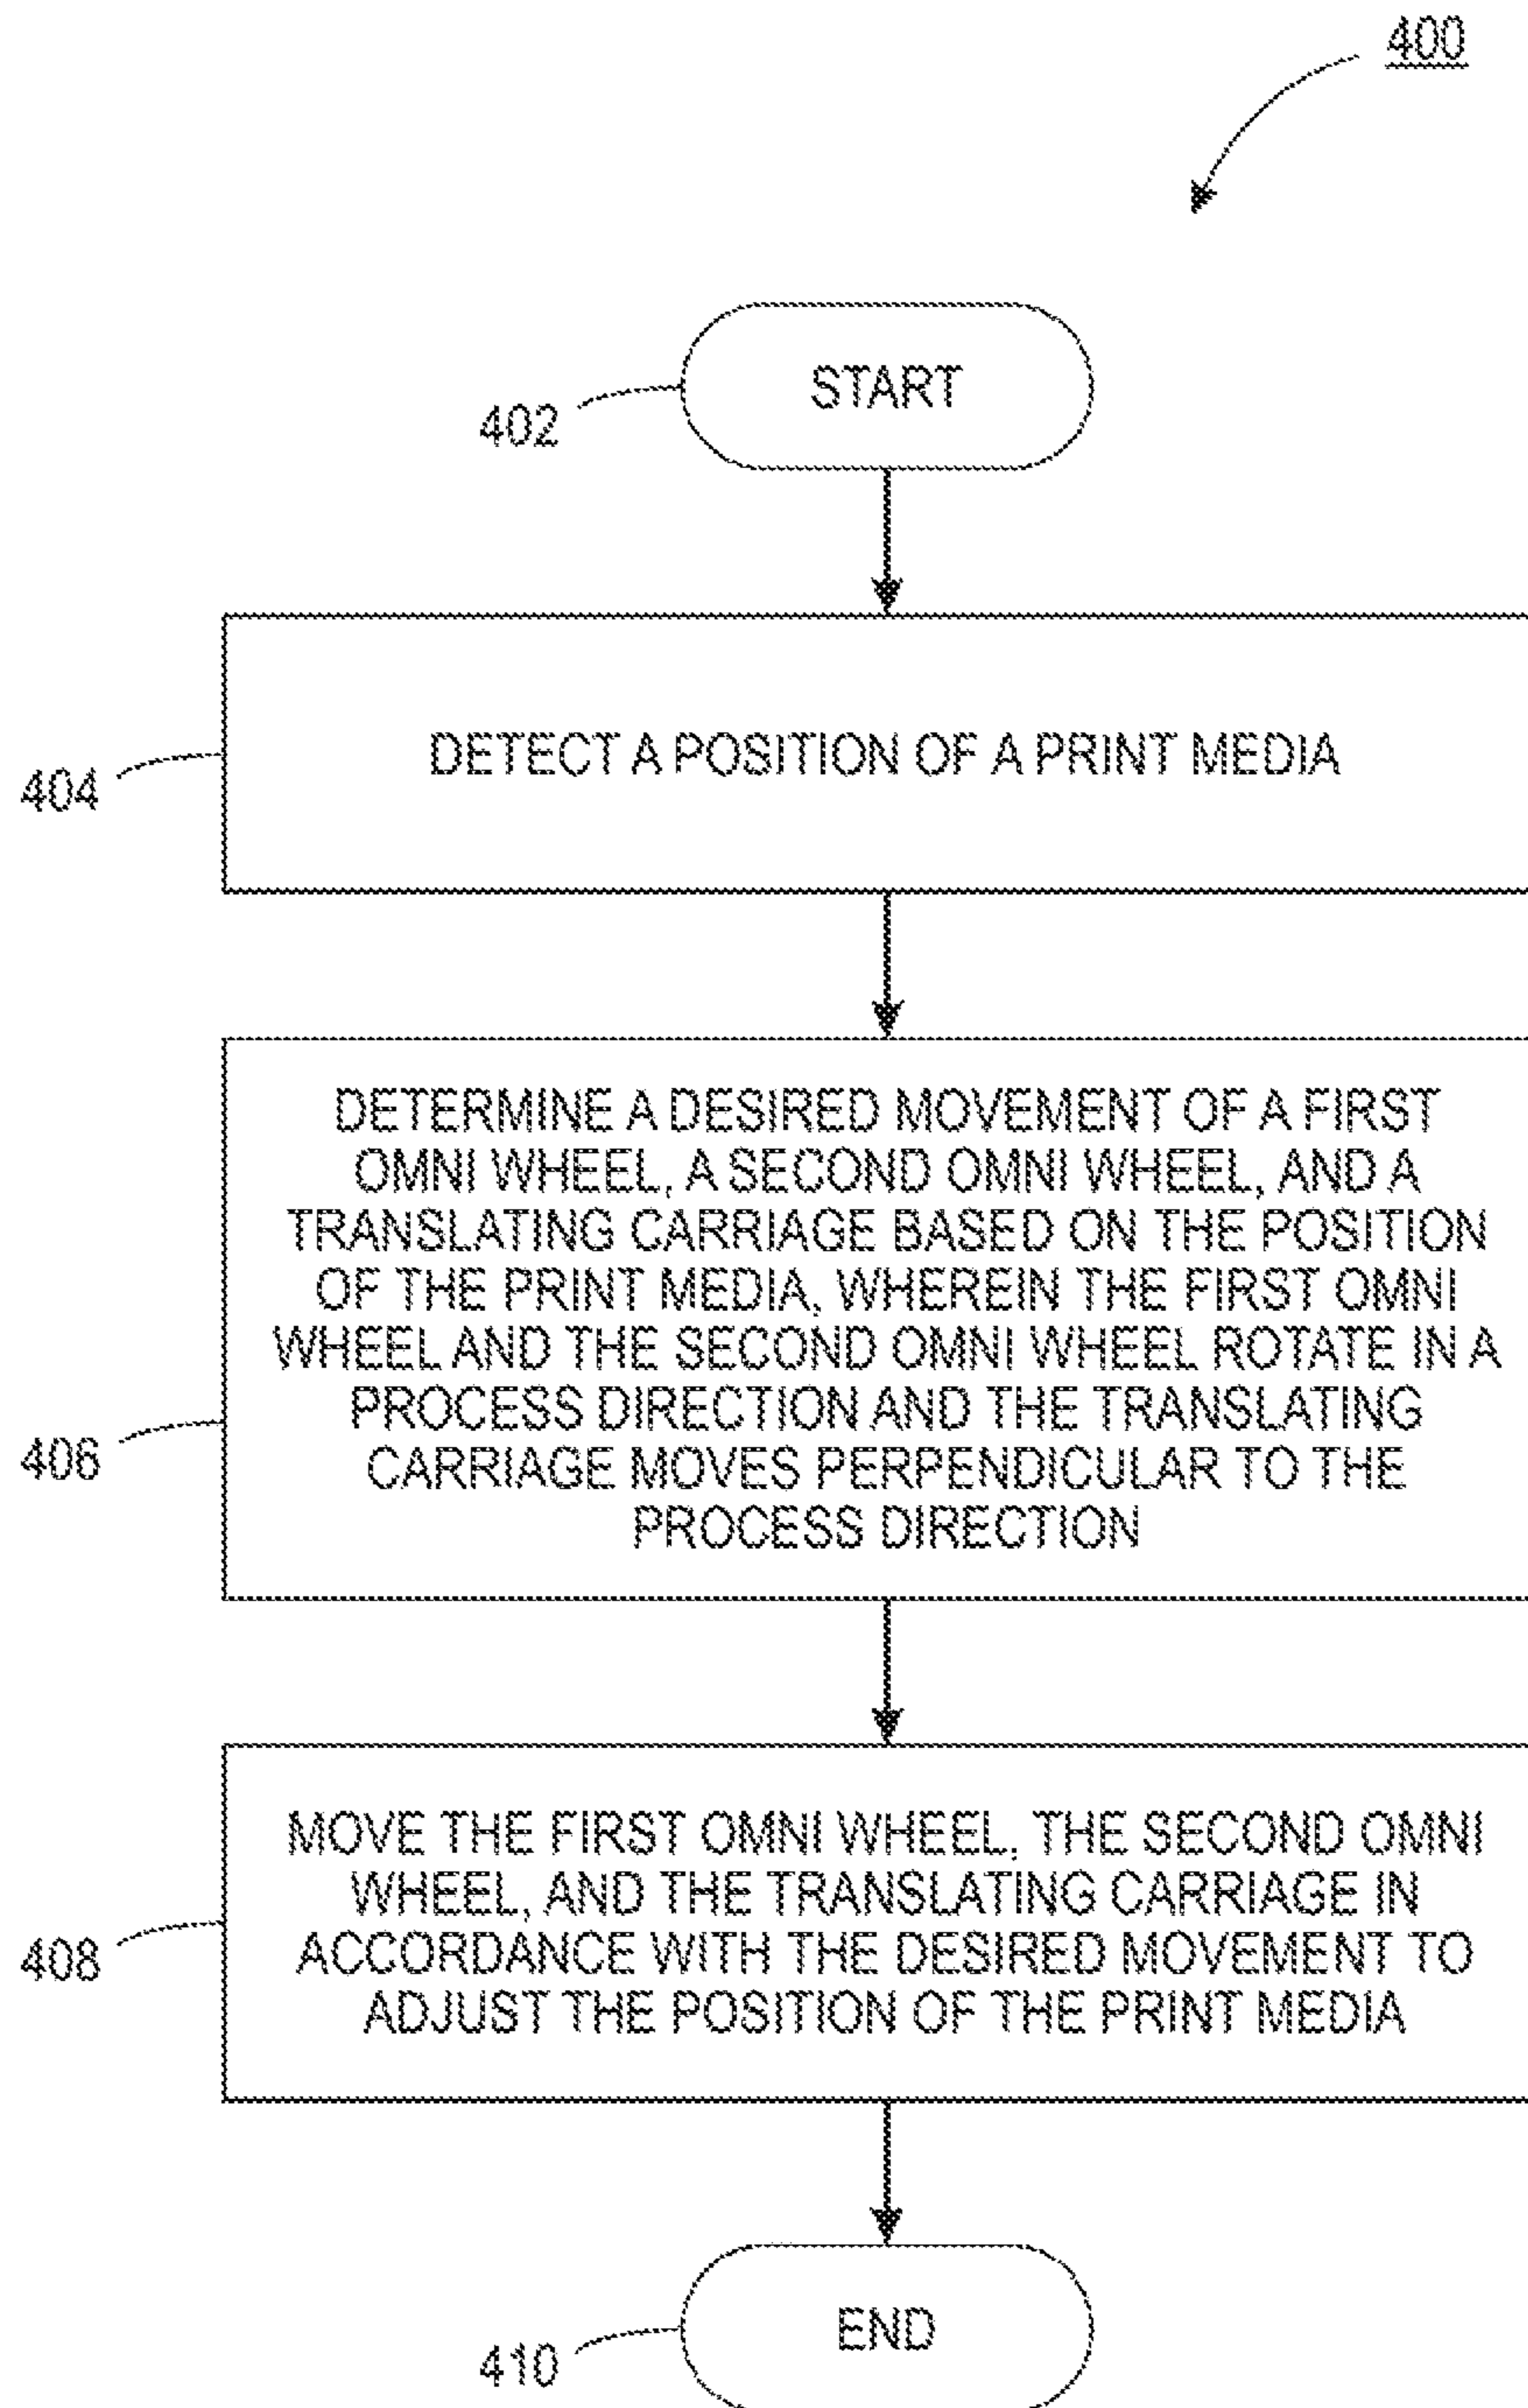 400
START
402
DETECT A POSITION OF A PRINT MEDIA
404
DETERMINE A DESIRED MOVEMENT OF A FIRST
OMNI WHEEL, A SECOND OMNI WHEEL, AND A
TRANSLATING CARRIAGE BASED ON THE POSITION
OF THE PRINT MEDIA, WHEREIN THE FIRST OMNI
WHEEL AND THE SECOND OMNI WHEEL ROTATE IN A
PROCESS DIRECTION AND THE TRANSLATING
CARRIAGE MOVES PERPENDICULAR TO THE
PROCESS DIRECTION
406
MOVE THE FIRST OMNI WHEEL, THE SECOND OMNI
WHEEL, AND THE TRANSLATING CARRIAGE IN
ACCORDANCE WITH THE DESIRED MOVEMENT TO
ADJUST THE POSITION OF THE PRINT MEDIA
408
END
410